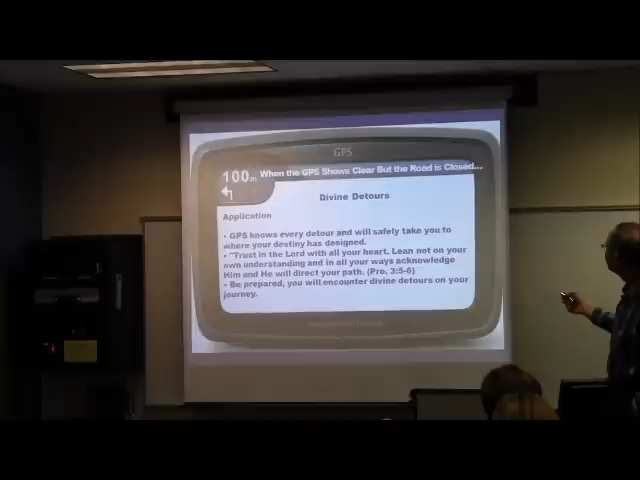 GPS
100m When the GPS Shows Clear But the Road is Closed...
Divine Detours
Application
• GPS knows every detour and will safely take you to
where your destiny has designed.
• "Trust in the Lord with all your heart. Lean not on your
own understanding and in all your ways acknowledge
Him and He will direct your path. (Pro. 3:5-6)
• Be prepared, you will encounter divine detours on your
journey.